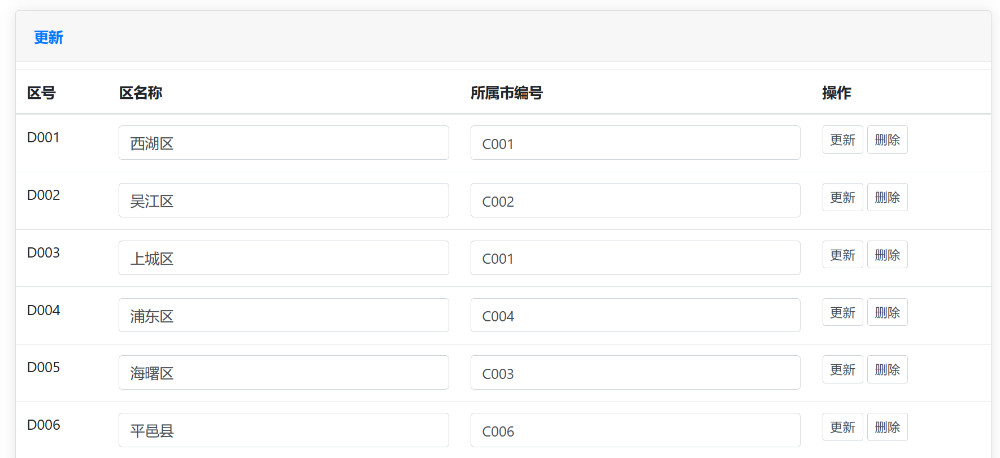 更新
区号 区名称 所属市编号 操作
D001 西湖区 C001 更新 删除
D002 吴江区 C002 更新 删除
D003 上城区 C001 更新 删除
D004 浦东区 C004 更新 删除
D005 海曙区 C003 更新 删除
D006 平邑县 C006 更新 删除